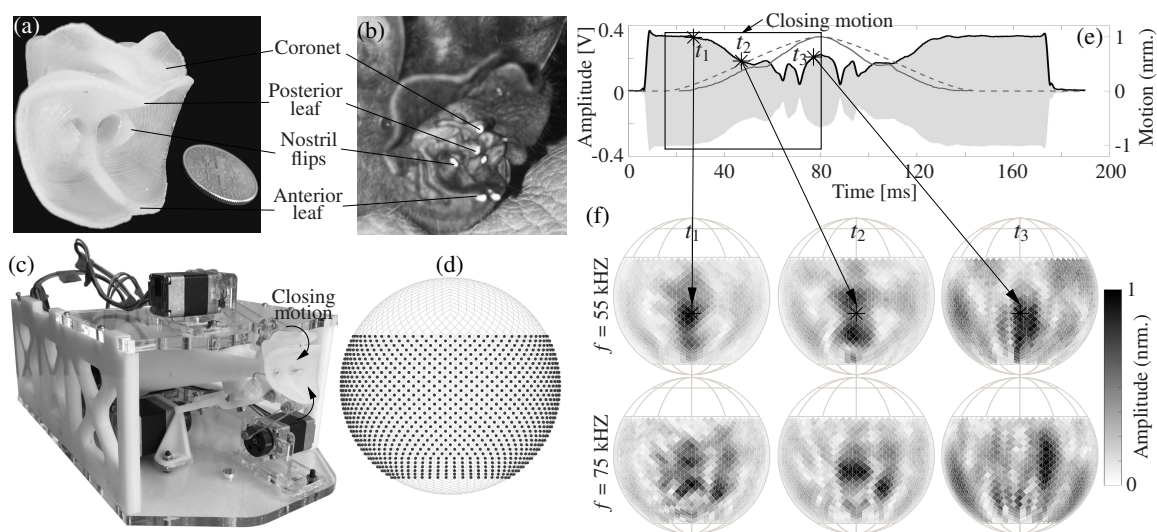 (a)
Coronet
Posterior
leaf
Nostril
flips
Anterior
leaf
(b)
(c)
Closing
motion
(d)
Closing motion
(e)
Amplitude [V]
0.4
0
-0.4
t1
t2
t3
1
0
-1
Motion (nrm.)
0 40 80 120 160 200
Time [ms]
(f)
t1 t2 t3
f = 55 kHZ
f = 75 kHZ
1
0
Amplitude (nrm.)